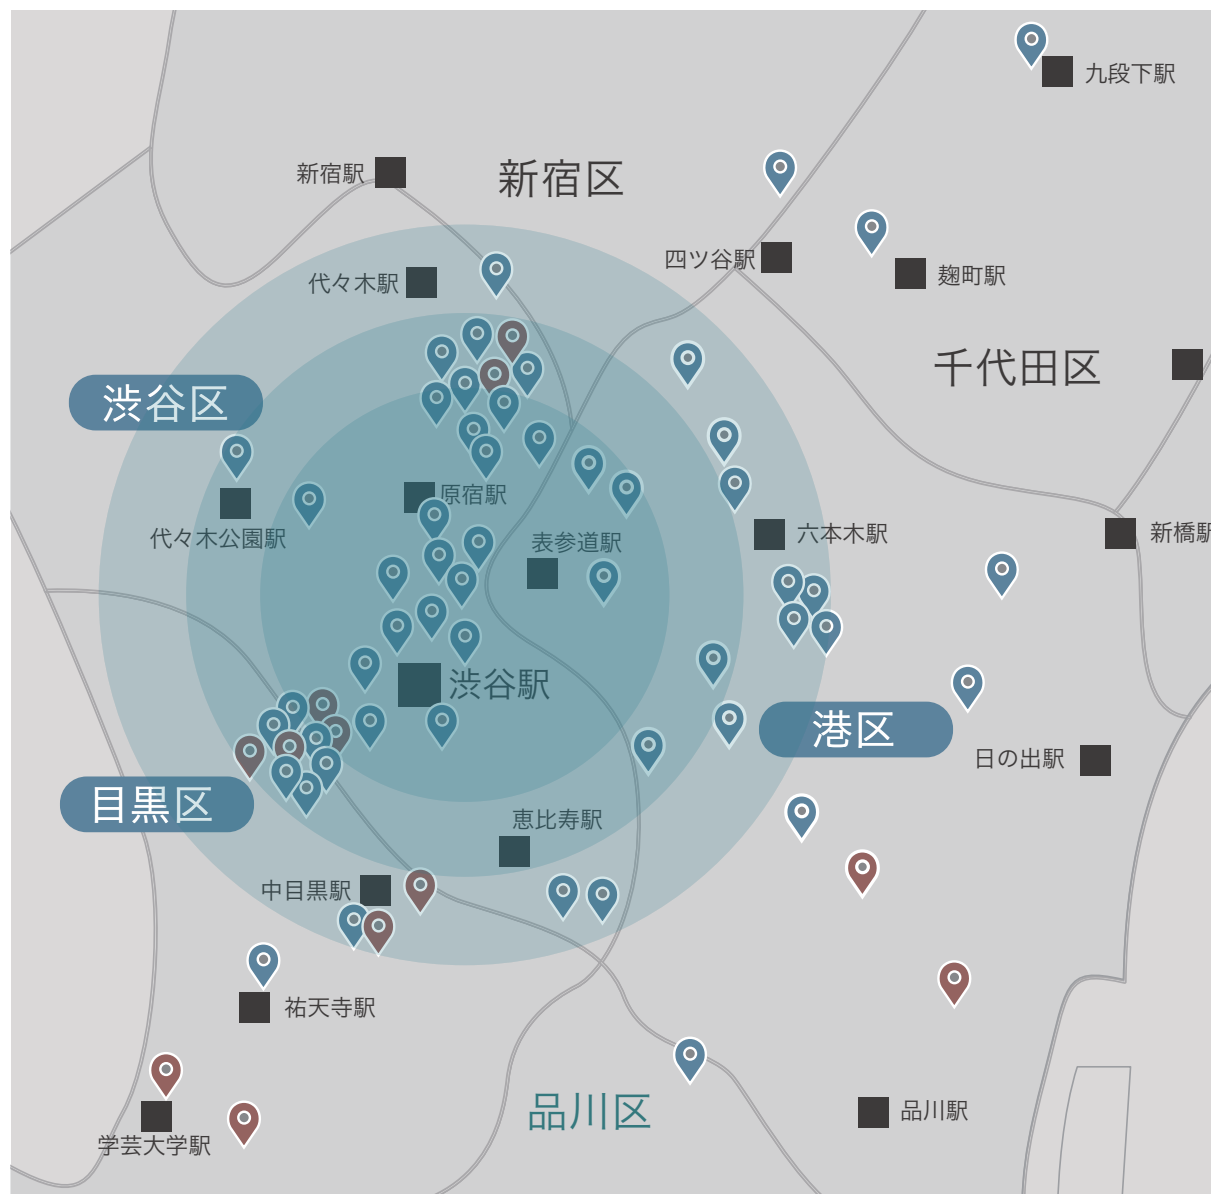 九段下駅
新宿駅
新宿区
四ツ谷駅
麹町駅
代々木駅
千代田区
渋谷区
原宿駅
代々木公園駅
表参道駅
六本木駅
新橋駅
渋谷駅
港区
日の出駅
目黒区
恵比寿駅
中目黒駅
祐天寺駅
品川区
品川駅
学芸大学駅